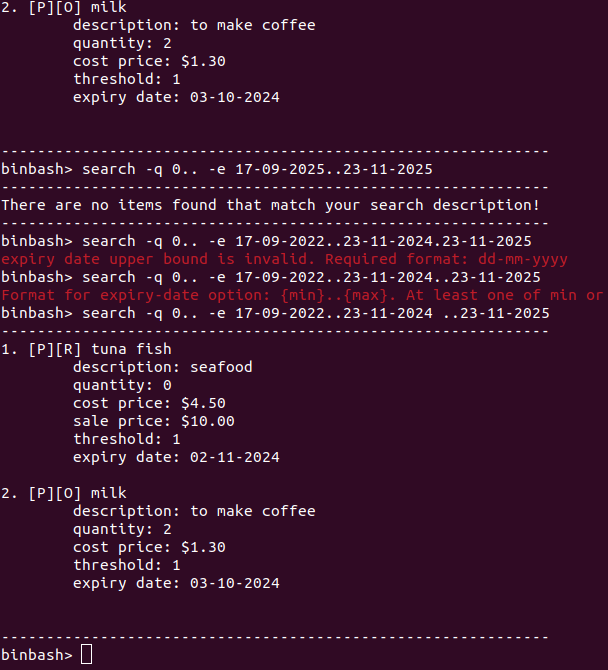 2. [P][O] milk
description: to make coffee
quantity: 2
cost price: $1.30
threshold: 1
expiry date: 03-10-2024
-------------------------------------------------------------
binbash> search -q 0.. -e 17-09-2025..23-11-2025
-------------------------------------------------------------
There are no items found that match your search description!
-------------------------------------------------------------
binbash> search -q 0.. -e 17-09-2022..23-11-2024.23-11-2025
expiry date upper bound is invalid. Required format: dd-mm-yyyy
binbash> search -q 0.. -e 17-09-2022..23-11-2024..23-11-2025
Format for expiry-date option: {min}..{max}. At least one of min or
binbash> search -q 0.. -e 17-09-2022..23-11-2024 ..23-11-2025
-------------------------------------------------------------
1. [P][R] tuna fish
description: seafood
quantity: 0
cost price: $4.50
sale price: $10.00
threshold: 1
expiry date: 02-11-2024
2. [P][O] milk
description: to make coffee
quantity: 2
cost price: $1.30
threshold: 1
expiry date: 03-10-2024
-------------------------------------------------------------
binbash>